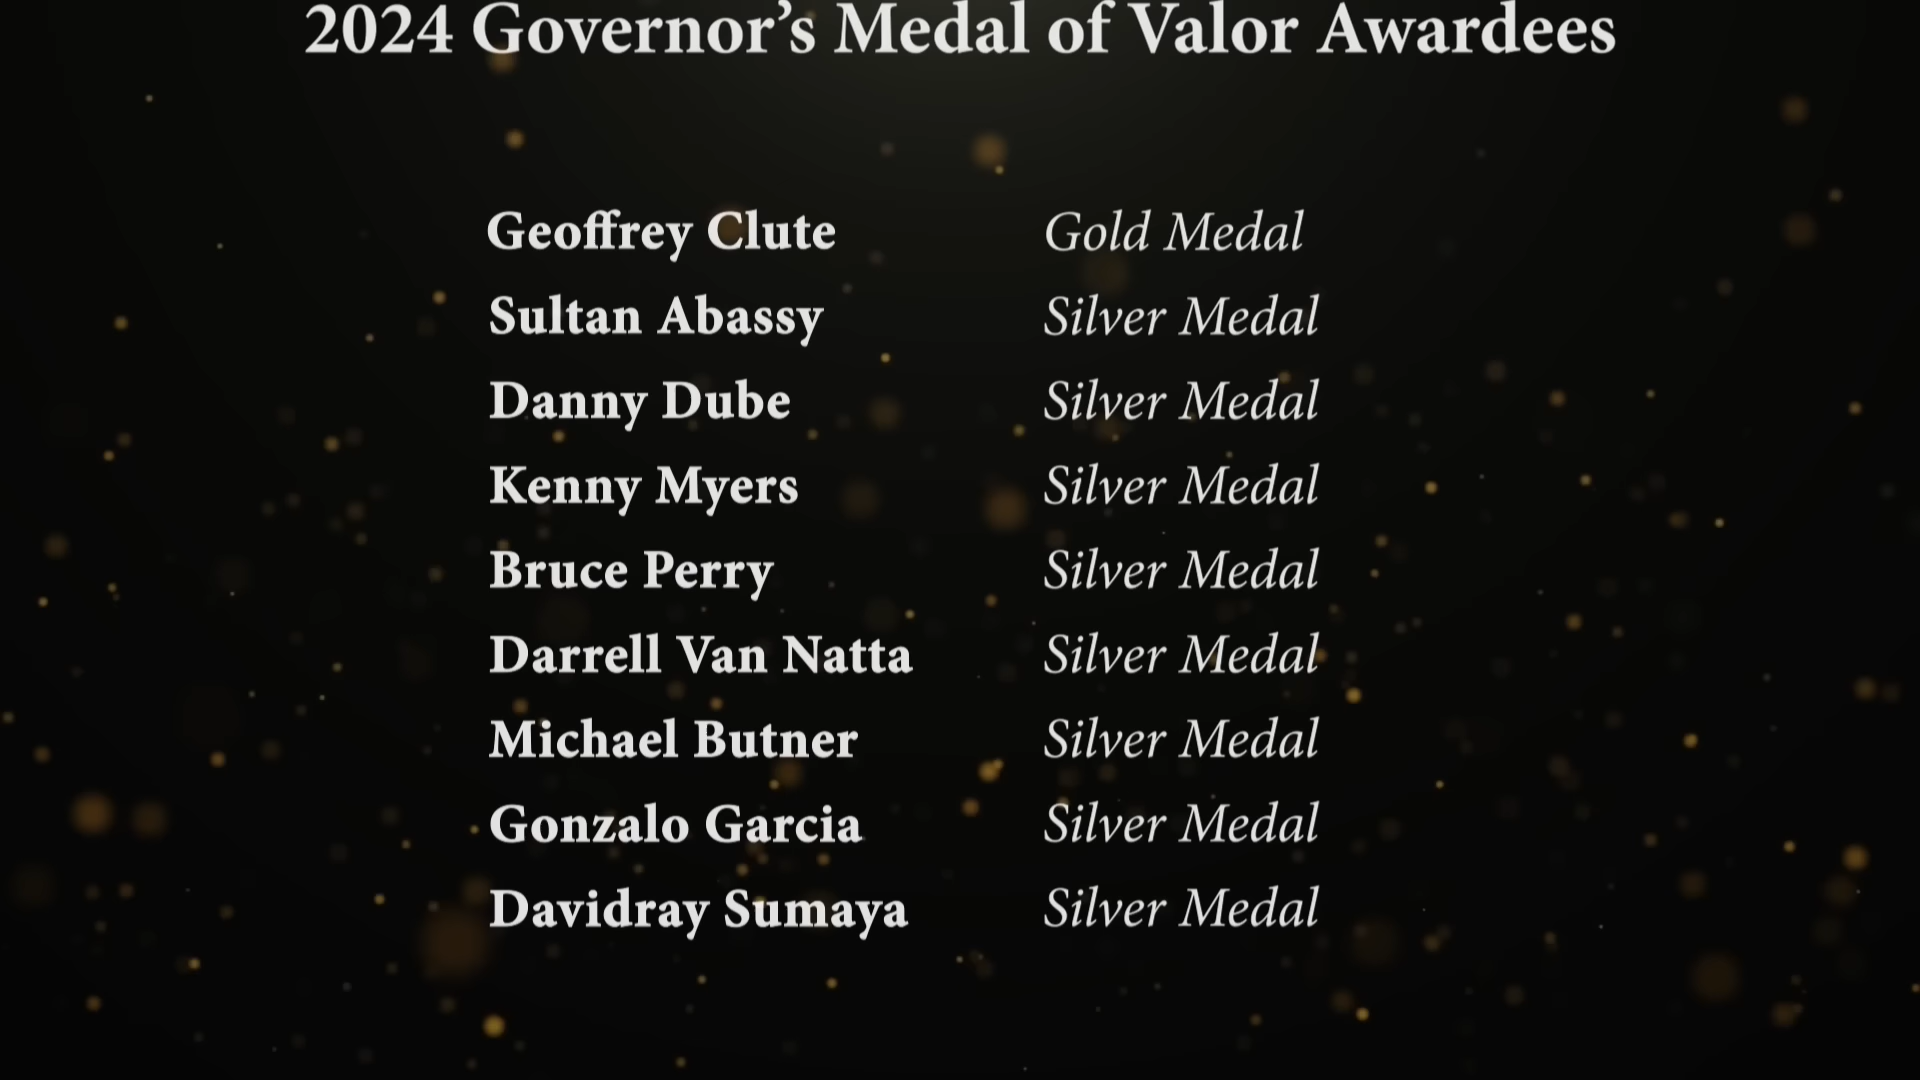 2024 Governor’s Medal of Valor Awardees
Geoffrey Clute Gold Medal
Sultan Abassy Silver Medal
Danny Dube Silver Medal
Kenny Myers Silver Medal
Bruce Perry Silver Medal
Darrell Van Natta Silver Medal
Michael Butner Silver Medal
Gonzalo Garcia Silver Medal
Davidray Sumaya Silver Medal